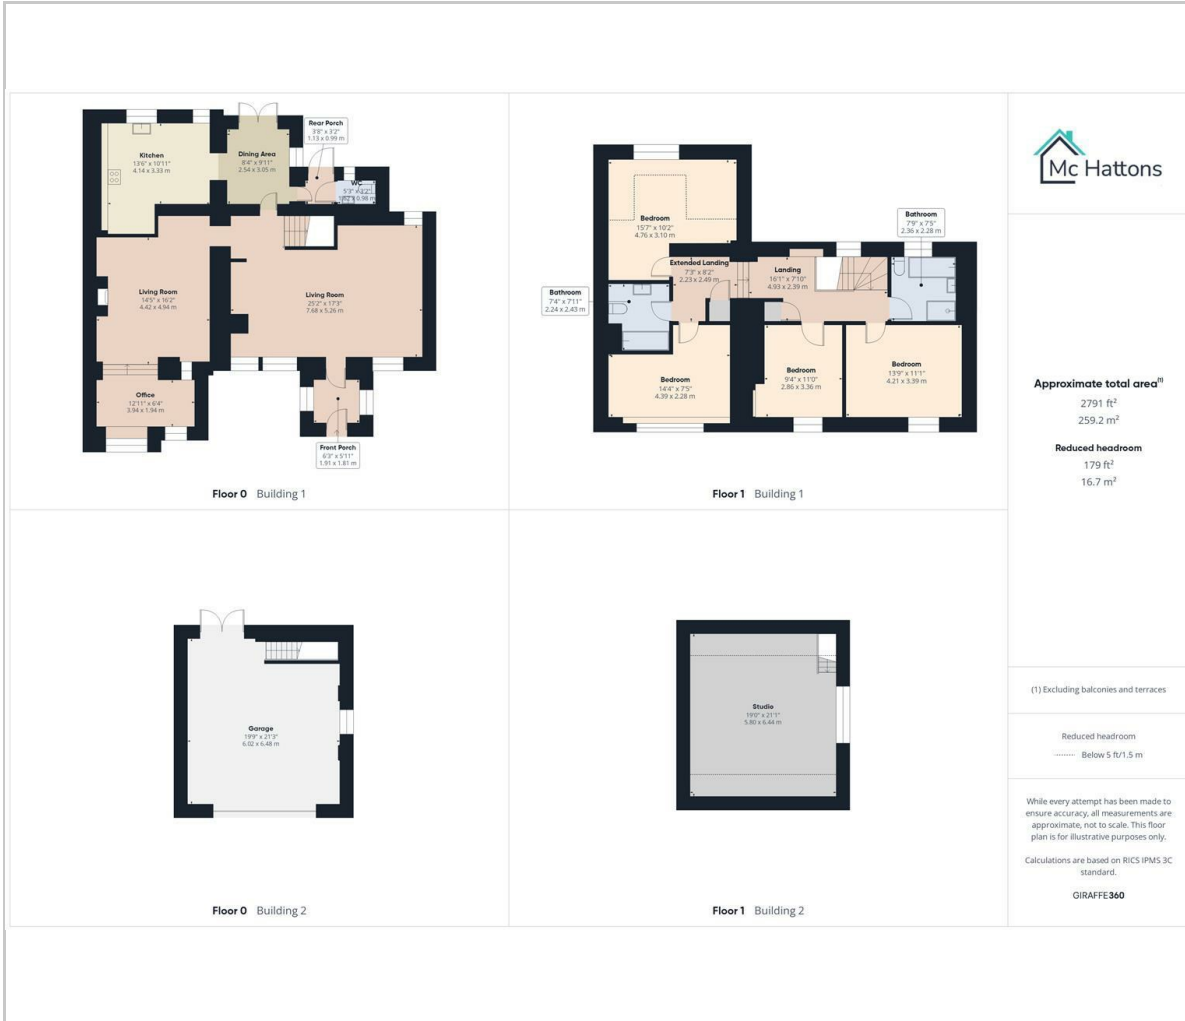 Rear Porch
3'8" x 3'2"
1.13 x 0.99 m
Kitchen
13'6" x 10'11"
4.14 x 3.33 m
Dining Area
8'4" x 9'11"
2.54 x 3.05 m
WC
5'3" x 3'2"
Living Room
14'5" x 16'2"
4.42 x 4.94 m
Living Room
25'2" x 17'3"
7.68 x 5.26 m
Office
12'11" x 6'4"
3.94 x 1.94 m
Front Porch
6'3" x 5'11"
1.91 x 1.81 m
Floor 0 Building 1
Bedroom
15'7" x 10'2"
4.76 x 3.10 m
Bathroom
7'9" x 7'5"
2.36 x 2.28 m
Extended Landing
7'3" x 8'2"
2.23 x 2.49 m
Landing
16'1" x 7'10"
4.93 x 2.39 m
Bathroom
7'4" x 7'11"
2.24 x 2.43 m
Bedroom
14'4" x 7'5"
4.39 x 2.28 m
Bedroom
9'4" x 11'0"
2.86 x 3.36 m
Bedroom
13'9" x 11'1"
4.21 x 3.39 m
Floor 1 Building 1
Garage
19'9" x 21'3"
6.02 x 6.48 m
Floor 0 Building 2
Studio
19'0" x 21'1"
5.80 x 6.44 m
Floor 1 Building 2
Mc Hattons
Approximate total area(1)
2791 ft²
259.2 m²
Reduced headroom
179 ft²
16.7 m²
(1) Excluding balconies and terraces
Reduced headroom
Below 5 ft/1.5 m
While every attempt has been made to
ensure accuracy, all measurements are
approximate, not to scale. This floor
plan is for illustrative purposes only.
Calculations are based on RICS IPMS 3C
standard.
GIRAFFE360